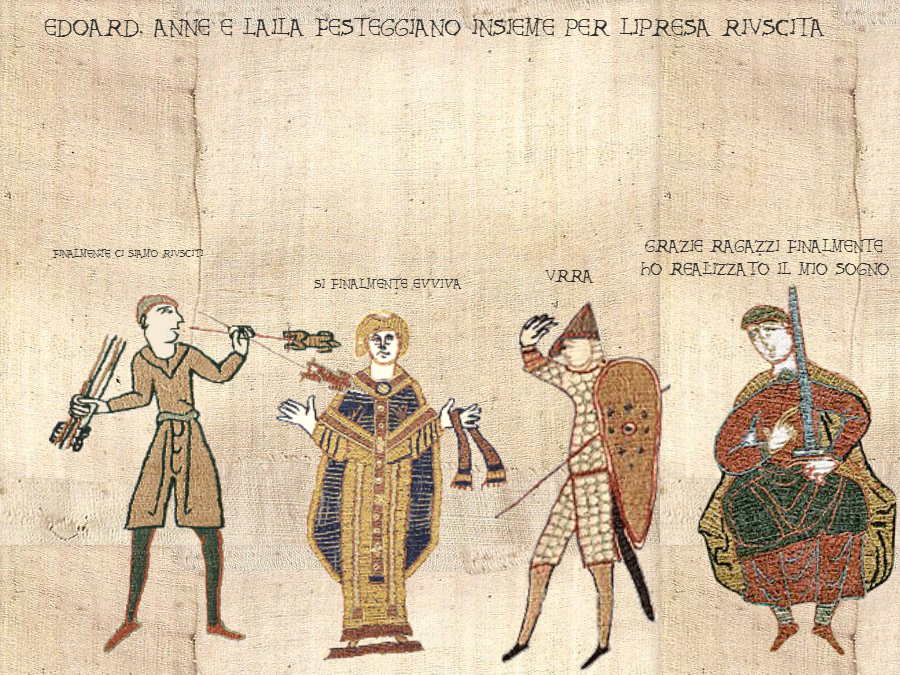 EDOARD, ANNE E LAILA FESTEGGIANO INSIEME PER LIPRESA RIUSCITA
FINALMENTE CI SIAMO RIUSCITI
SI FINALMENTE EVVIVA
URRA
GRAZIE RAGAZZI FINALMENTE
HO REALIZZATO IL MIO SOGNO